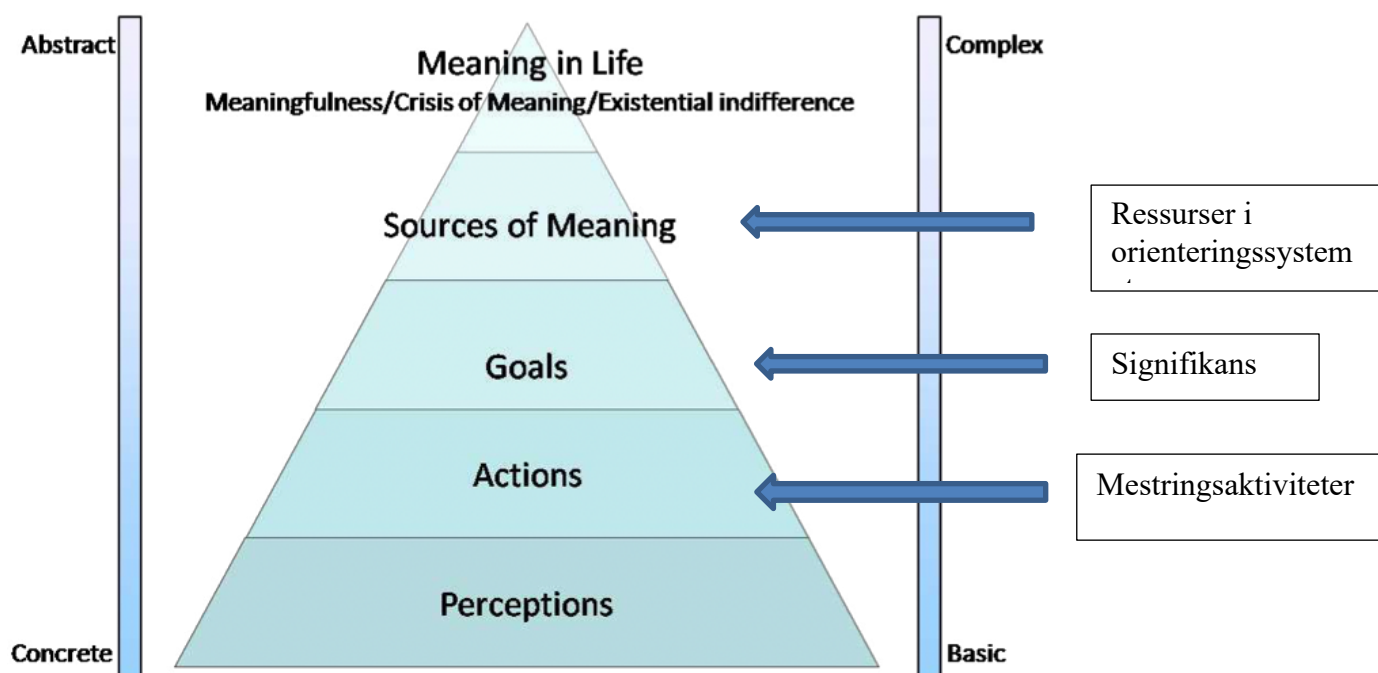 Abstract
Complex
Meaning in Life
Meaningfulness/Crisis of Meaning/Existential indifference
Sources of Meaning
Ressurser i
orienteringssystem
Goals
Signifikans
Actions
Mestringsaktiviteter
Perceptions
Concrete
Basic